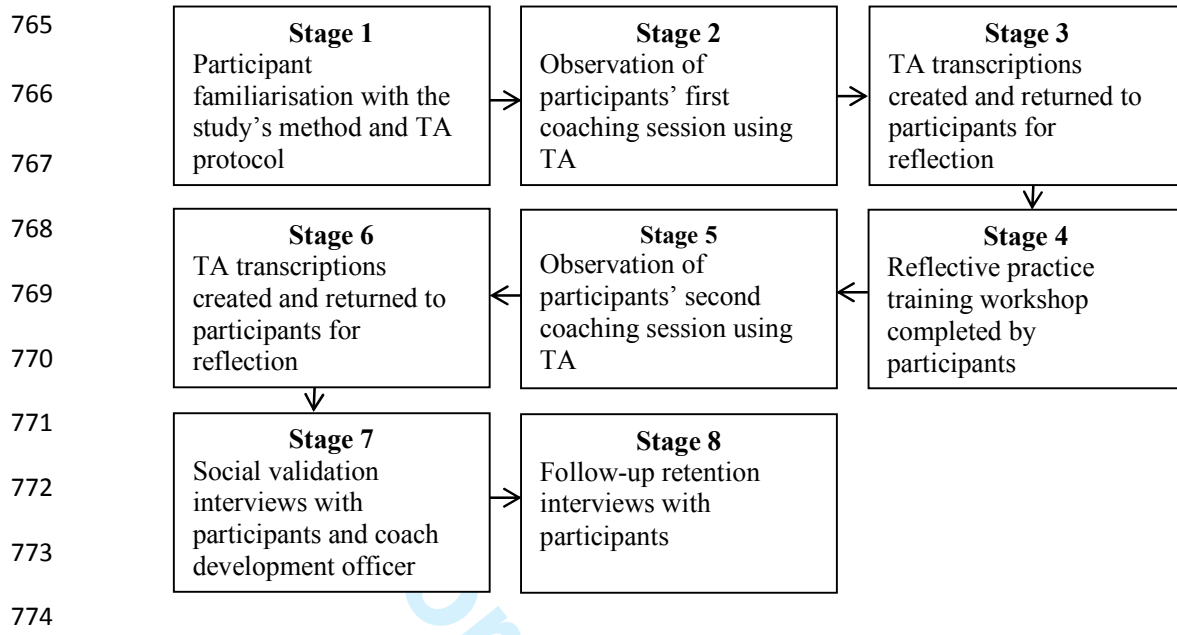 765
766
767
768
769
770
771
772
773
774
Stage 1
Participant
familiarisation with the
study's method and TA
protocol
Stage 2
Observation of
participants' first
coaching session using
TA
Stage 3
TA transcriptions
created and returned to
participants for
reflection
Stage 4
Reflective practice
training workshop
completed by
participants
Stage 5
Observation of
participants' second
coaching session using
TA
Stage 6
TA transcriptions
created and returned to
participants for
reflection
Stage 7
Social validation
interviews with
participants and coach
development officer
Stage 8
Follow-up retention
interviews with
participants